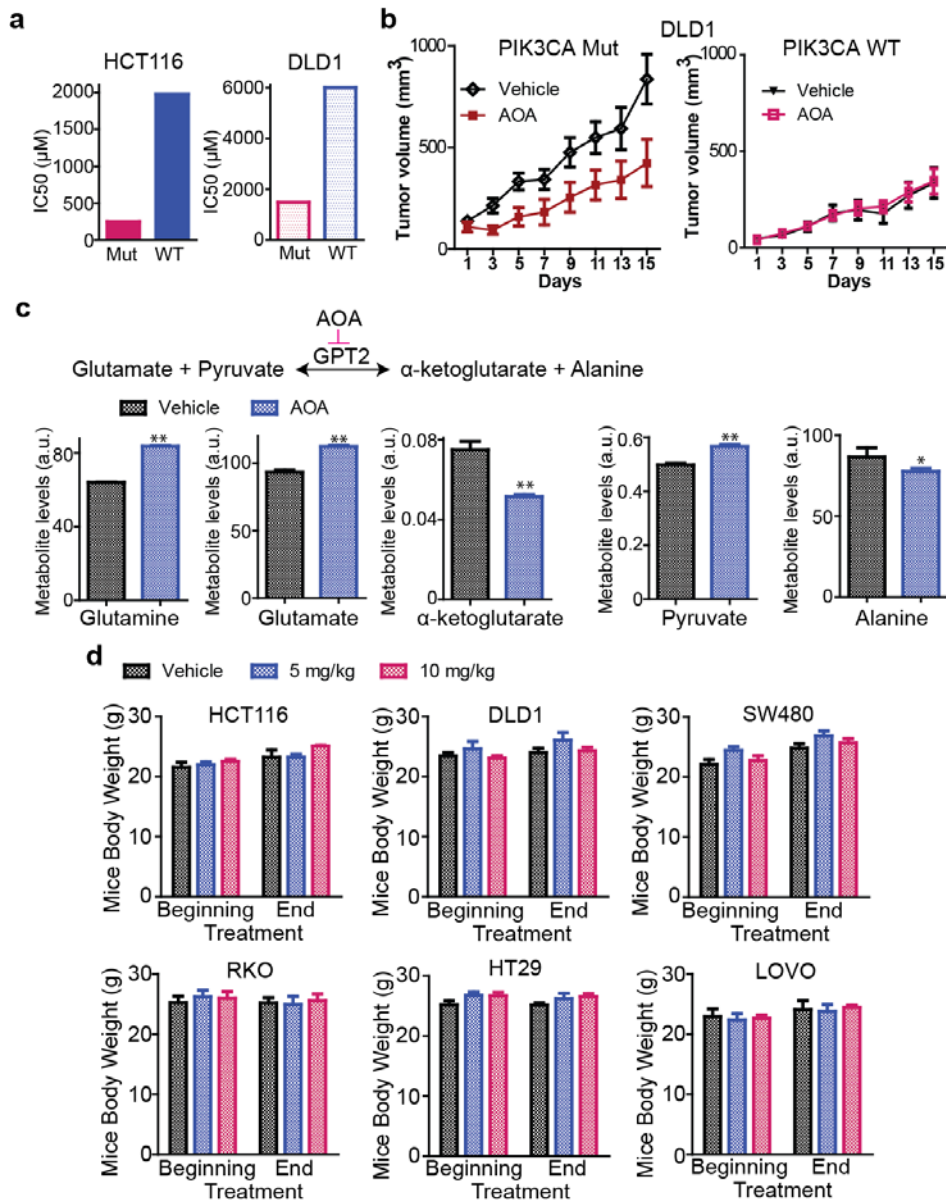 a
HCT116
IC50 (µM)
2000
1500
1000
500
0
Mut WT
DLD1
IC50 (µM)
6000
4000
2000
0
Mut WT
b
DLD1
PIK3CA Mut
Tumor volume (mm3)
1000
500
0
Vehicle
AOA
1 3 5 7 9 11 13 15
Days
PIK3CA WT
Tumor volume (mm3)
1000
500
0
Vehicle
AOA
1 3 5 7 9 11 13 15
Days
c
AOA
Glutamate + Pyruvate GPT2 α-ketoglutarate + Alanine
Vehicle AOA
Metabolite levels (a.u.)
80
40
0
**
Glutamine
Metabolite levels (a.u.)
100
50
0
**
Glutamate
Metabolite levels (a.u.)
0.08
0.04
0
**
α-ketoglutarate
Metabolite levels (a.u.)
0.6
0.4
0.2
0
**
Pyruvate
Metabolite levels (a.u.)
100
50
0
*
Alanine
d
Vehicle 5 mg/kg 10 mg/kg
HCT116
Mice Body Weight (g)
30
20
10
0
Beginning End
Treatment
DLD1
Mice Body Weight (g)
30
20
10
0
Beginning End
Treatment
SW480
Mice Body Weight (g)
30
20
10
0
Beginning End
Treatment
RKO
Mice Body Weight (g)
30
20
10
0
Beginning End
Treatment
HT29
Mice Body Weight (g)
30
20
10
0
Beginning End
Treatment
LOVO
Mice Body Weight (g)
30
20
10
0
Beginning End
Treatment